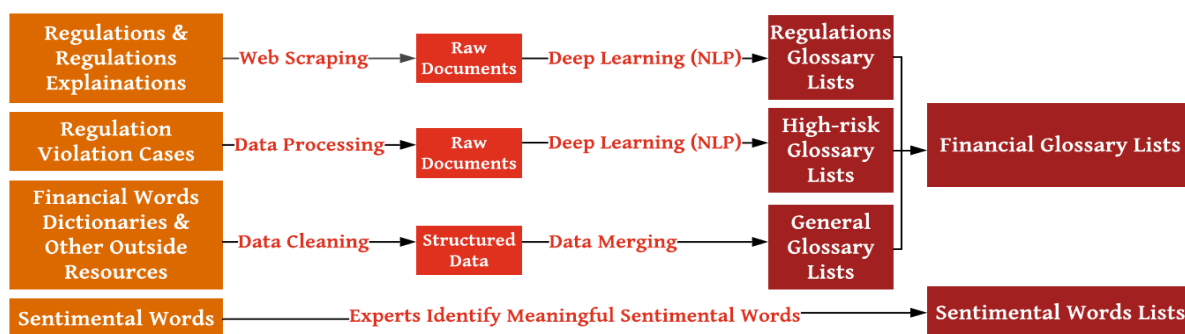 Regulations &
Regulations
Explainations
Web Scraping
Raw
Documents
Deep Learning (NLP)
Regulations
Glossary
Lists
Regulation
Violation Cases
Data Processing
Raw
Documents
Deep Learning (NLP)
High-risk
Glossary
Lists
Financial Glossary Lists
Financial Words
Dictionaries &
Other Outside
Resources
Data Cleaning
Structured
Data
Data Merging
General
Glossary
Lists
Sentimental Words
Experts Identify Meaningful Sentimental Words
Sentimental Words Lists